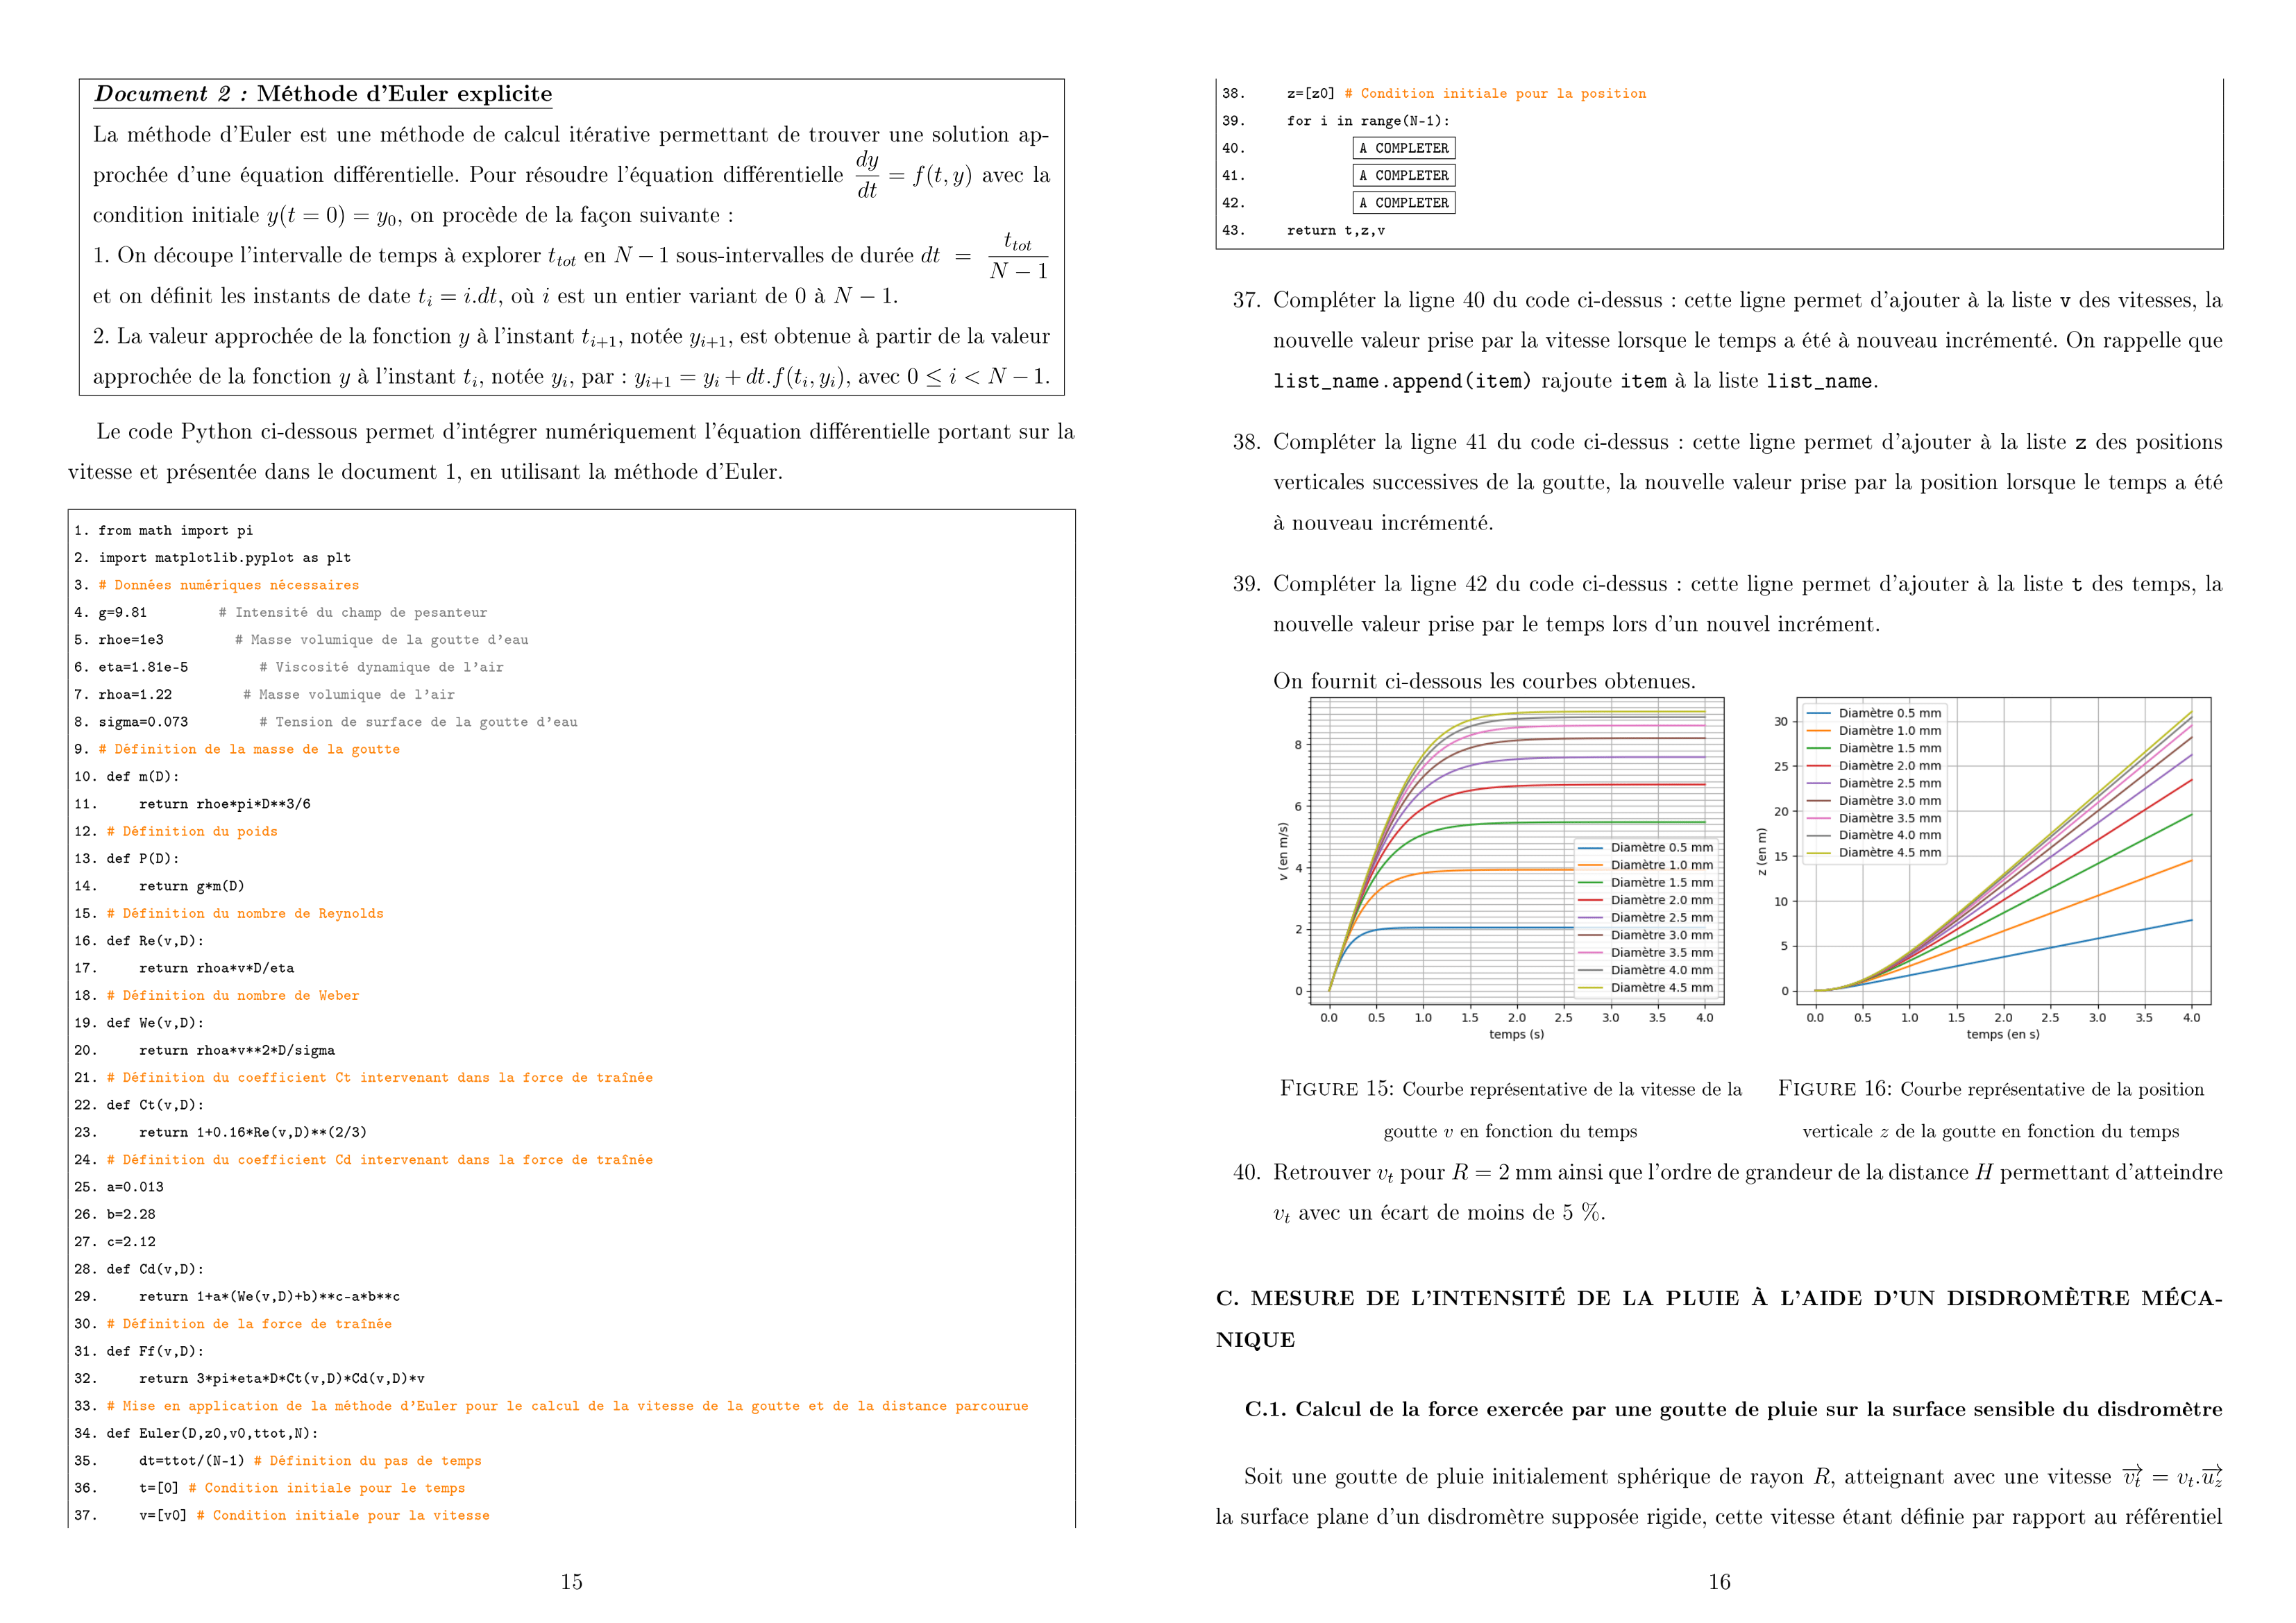 Document 2 : Méthode d'Euler explicite
La méthode d'Euler est une méthode de calcul itérative permettant de trouver une solution ap-
prochée d'une équation différentielle. Pour résoudre l'équation différentielle dy/dt = f(t, y) avec la
condition initiale y(t = 0) = y₀, on procède de la façon suivante :
1. On découpe l'intervalle de temps à explorer t_tot en N − 1 sous-intervalles de durée dt = t_tot/(N − 1)
et on définit les instants de date t_i = i.dt, où i est un entier variant de 0 à N − 1.
2. La valeur approchée de la fonction y à l'instant t_{i+1}, notée y_{i+1}, est obtenue à partir de la valeur
approchée de la fonction y à l'instant t_i, notée y_i, par : y_{i+1} = y_i + dt.f(t_i, y_i), avec 0 ≤ i < N − 1.
Le code Python ci-dessous permet d'intégrer numériquement l'équation différentielle portant sur la
vitesse et présentée dans le document 1, en utilisant la méthode d'Euler.
1. from math import pi
2. import matplotlib.pyplot as plt
3. # Données numériques nécessaires
4. g=9.81 # Intensité du champ de pesanteur
5. rhoe=1e3 # Masse volumique de la goutte d'eau
6. eta=1.81e-5 # Viscosité dynamique de l'air
7. rhoa=1.22 # Masse volumique de l'air
8. sigma=0.073 # Tension de surface de la goutte d'eau
9. # Définition de la masse de la goutte
10. def m(D):
11. return rhoe*pi*D**3/6
12. # Définition du poids
13. def P(D):
14. return g*m(D)
15. # Définition du nombre de Reynolds
16. def Re(v,D):
17. return rhoa*v*D/eta
18. # Définition du nombre de Weber
19. def We(v,D):
20. return rhoa*v**2*D/sigma
21. # Définition du coefficient Ct intervenant dans la force de traînée
22. def Ct(v,D):
23. return 1+0.16*Re(v,D)**(2/3)
24. # Définition du coefficient Cd intervenant dans la force de traînée
25. a=0.013
26. b=2.28
27. c=2.12
28. def Cd(v,D):
29. return 1+a*(We(v,D)+b)**c-a*b**c
30. # Définition de la force de traînée
31. def Ff(v,D):
32. return 3*pi*eta*D*Ct(v,D)*Cd(v,D)*v
33. # Mise en application de la méthode d'Euler pour le calcul de la vitesse de la goutte et de la distance parcourue
34. def Euler(D,z0,v0,ttot,N):
35. dt=ttot/(N-1) # Définition du pas de temps
36. t=[0] # Condition initiale pour le temps
37. v=[v0] # Condition initiale pour la vitesse
15
38. z=[z0] # Condition initiale pour la position
39. for i in range(N-1):
40. A COMPLETER
41. A COMPLETER
42. A COMPLETER
43. return t,z,v
37. Compléter la ligne 40 du code ci-dessus : cette ligne permet d'ajouter à la liste v des vitesses, la
nouvelle valeur prise par la vitesse lorsque le temps a été à nouveau incrémenté. On rappelle que
list_name.append(item) rajoute item à la liste list_name.
38. Compléter la ligne 41 du code ci-dessus : cette ligne permet d'ajouter à la liste z des positions
verticales successives de la goutte, la nouvelle valeur prise par la position lorsque le temps a été
à nouveau incrémenté.
39. Compléter la ligne 42 du code ci-dessus : cette ligne permet d'ajouter à la liste t des temps, la
nouvelle valeur prise par le temps lors d'un nouvel incrément.
On fournit ci-dessous les courbes obtenues.
v (en m/s)
8
6
4
2
0
Diamètre 0.5 mm
Diamètre 1.0 mm
Diamètre 1.5 mm
Diamètre 2.0 mm
Diamètre 2.5 mm
Diamètre 3.0 mm
Diamètre 3.5 mm
Diamètre 4.0 mm
Diamètre 4.5 mm
0.0 0.5 1.0 1.5 2.0 2.5 3.0 3.5 4.0
temps (s)
z (en m)
30
25
20
15
10
5
0
Diamètre 0.5 mm
Diamètre 1.0 mm
Diamètre 1.5 mm
Diamètre 2.0 mm
Diamètre 2.5 mm
Diamètre 3.0 mm
Diamètre 3.5 mm
Diamètre 4.0 mm
Diamètre 4.5 mm
0.0 0.5 1.0 1.5 2.0 2.5 3.0 3.5 4.0
temps (en s)
FIGURE 15: Courbe représentative de la vitesse de la
goutte v en fonction du temps
FIGURE 16: Courbe représentative de la position
verticale z de la goutte en fonction du temps
40. Retrouver v_t pour R = 2 mm ainsi que l'ordre de grandeur de la distance H permettant d'atteindre
v_t avec un écart de moins de 5 %.
C. MESURE DE L'INTENSITÉ DE LA PLUIE À L'AIDE D'UN DISDROMÈTRE MÉCA-
NIQUE
C.1. Calcul de la force exercée par une goutte de pluie sur la surface sensible du disdromètre
Soit une goutte de pluie initialement sphérique de rayon R, atteignant avec une vitesse v⃗_t = v_t.u⃗_z
la surface plane d'un disdromètre supposée rigide, cette vitesse étant définie par rapport au référentiel
16